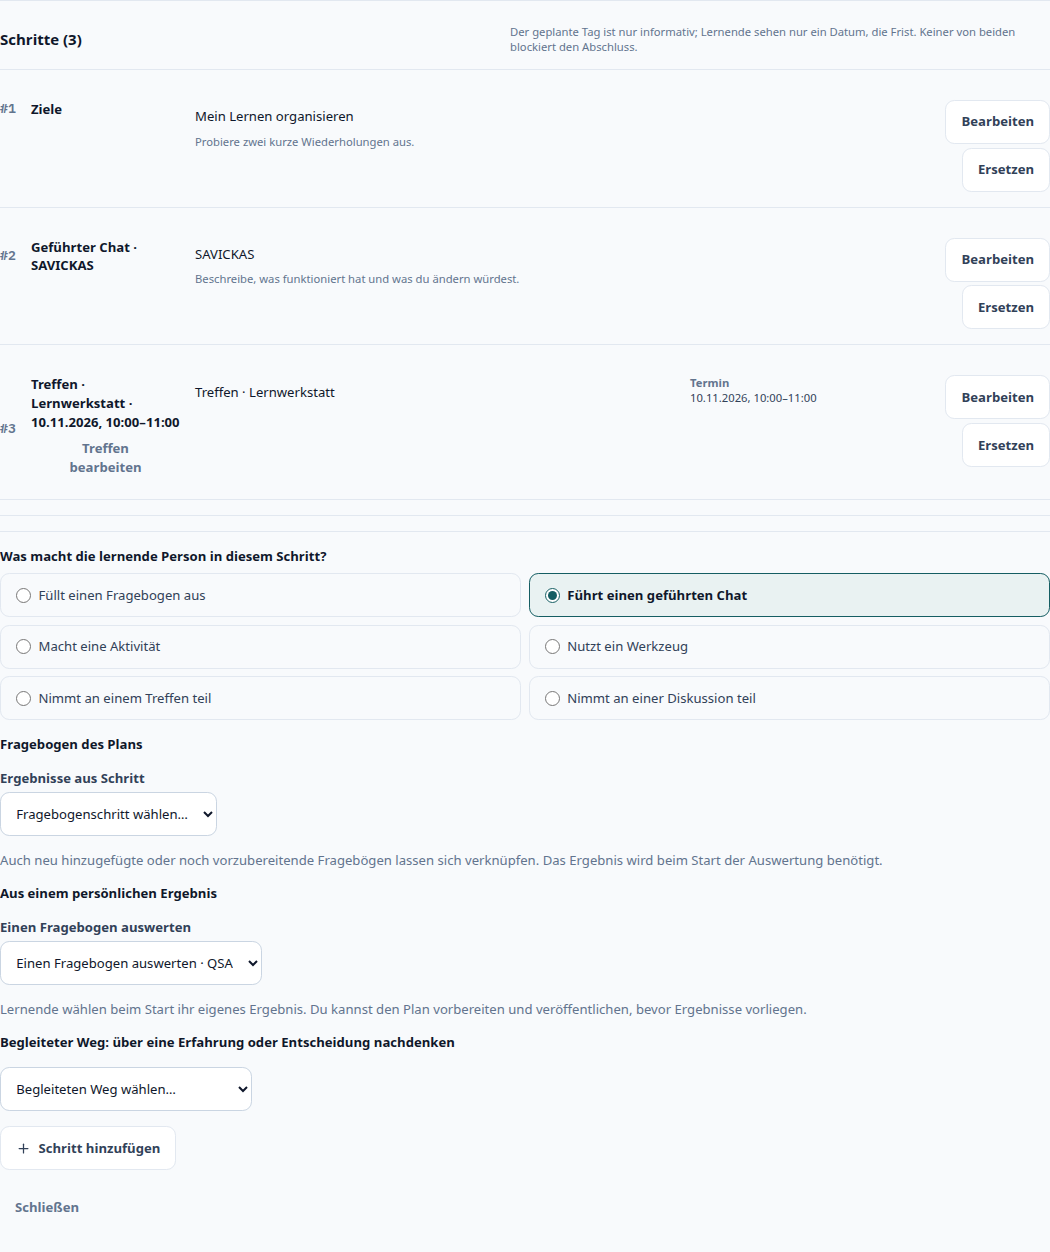 Schritte (3)
Der geplante Tag ist nur informativ; Lernende sehen nur ein Datum, die Frist. Keiner von beiden
blockiert den Abschluss.
#1
Ziele
Mein Lernen organisieren
Probiere zwei kurze Wiederholungen aus.
Bearbeiten
Ersetzen
#2
Geführter Chat ·
SAVICKAS
SAVICKAS
Beschreibe, was funktioniert hat und was du ändern würdest.
Bearbeiten
Ersetzen
#3
Treffen ·
Lernwerkstatt ·
10.11.2026, 10:00–11:00
Treffen
bearbeiten
Treffen · Lernwerkstatt
Termin
10.11.2026, 10:00–11:00
Bearbeiten
Ersetzen
Was macht die lernende Person in diesem Schritt?
Füllt einen Fragebogen aus
Führt einen geführten Chat
Macht eine Aktivität
Nutzt ein Werkzeug
Nimmt an einem Treffen teil
Nimmt an einer Diskussion teil
Fragebogen des Plans
Ergebnisse aus Schritt
Fragebogenschritt wählen...
Auch neu hinzugefügte oder noch vorzubereitende Fragebögen lassen sich verknüpfen. Das Ergebnis wird beim Start der Auswertung benötigt.
Aus einem persönlichen Ergebnis
Einen Fragebogen auswerten
Einen Fragebogen auswerten · QSA
Lernende wählen beim Start ihr eigenes Ergebnis. Du kannst den Plan vorbereiten und veröffentlichen, bevor Ergebnisse vorliegen.
Begleiteter Weg: über eine Erfahrung oder Entscheidung nachdenken
Begleiteten Weg wählen...
+ Schritt hinzufügen
Schließen